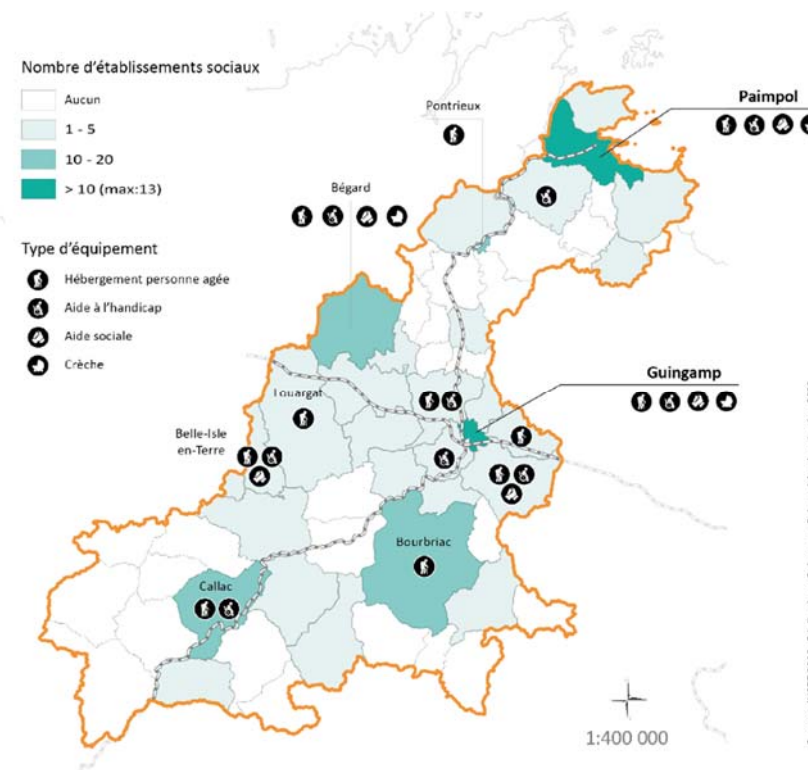 Nombre d'établissements sociaux
Aucun
1 - 5
10 - 20
> 10 (max:13)
Type d'équipement
Hébergement personne agée
Aide à l'handicap
Aide sociale
Crèche
Paimpol
Pontrieux
Bégard
Guingamp
Louargat
Belle-Isle
en-Terre
Bourbriac
Callac
1:400 000